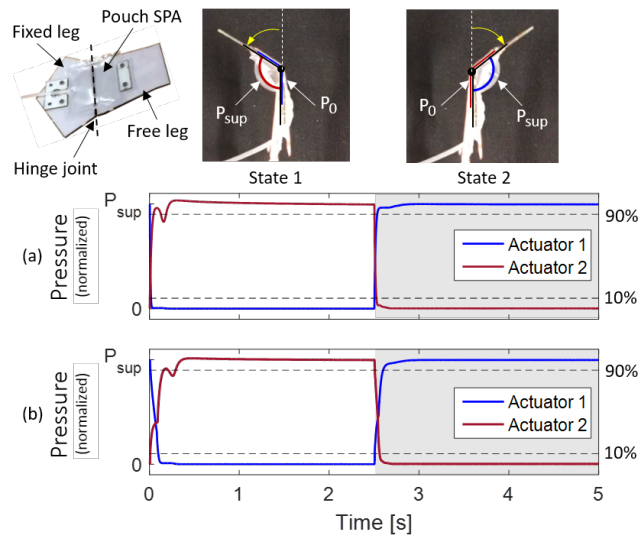 Fixed leg
Pouch SPA
Free leg
Hinge joint
Psup
P0
P0
Psup
State 1
State 2
(a)
Pressure
(normalized)
Psup
0
90%
10%
Actuator 1
Actuator 2
(b)
Pressure
(normalized)
Psup
0
90%
10%
Actuator 1
Actuator 2
0
1
2
3
4
5
Time [s]